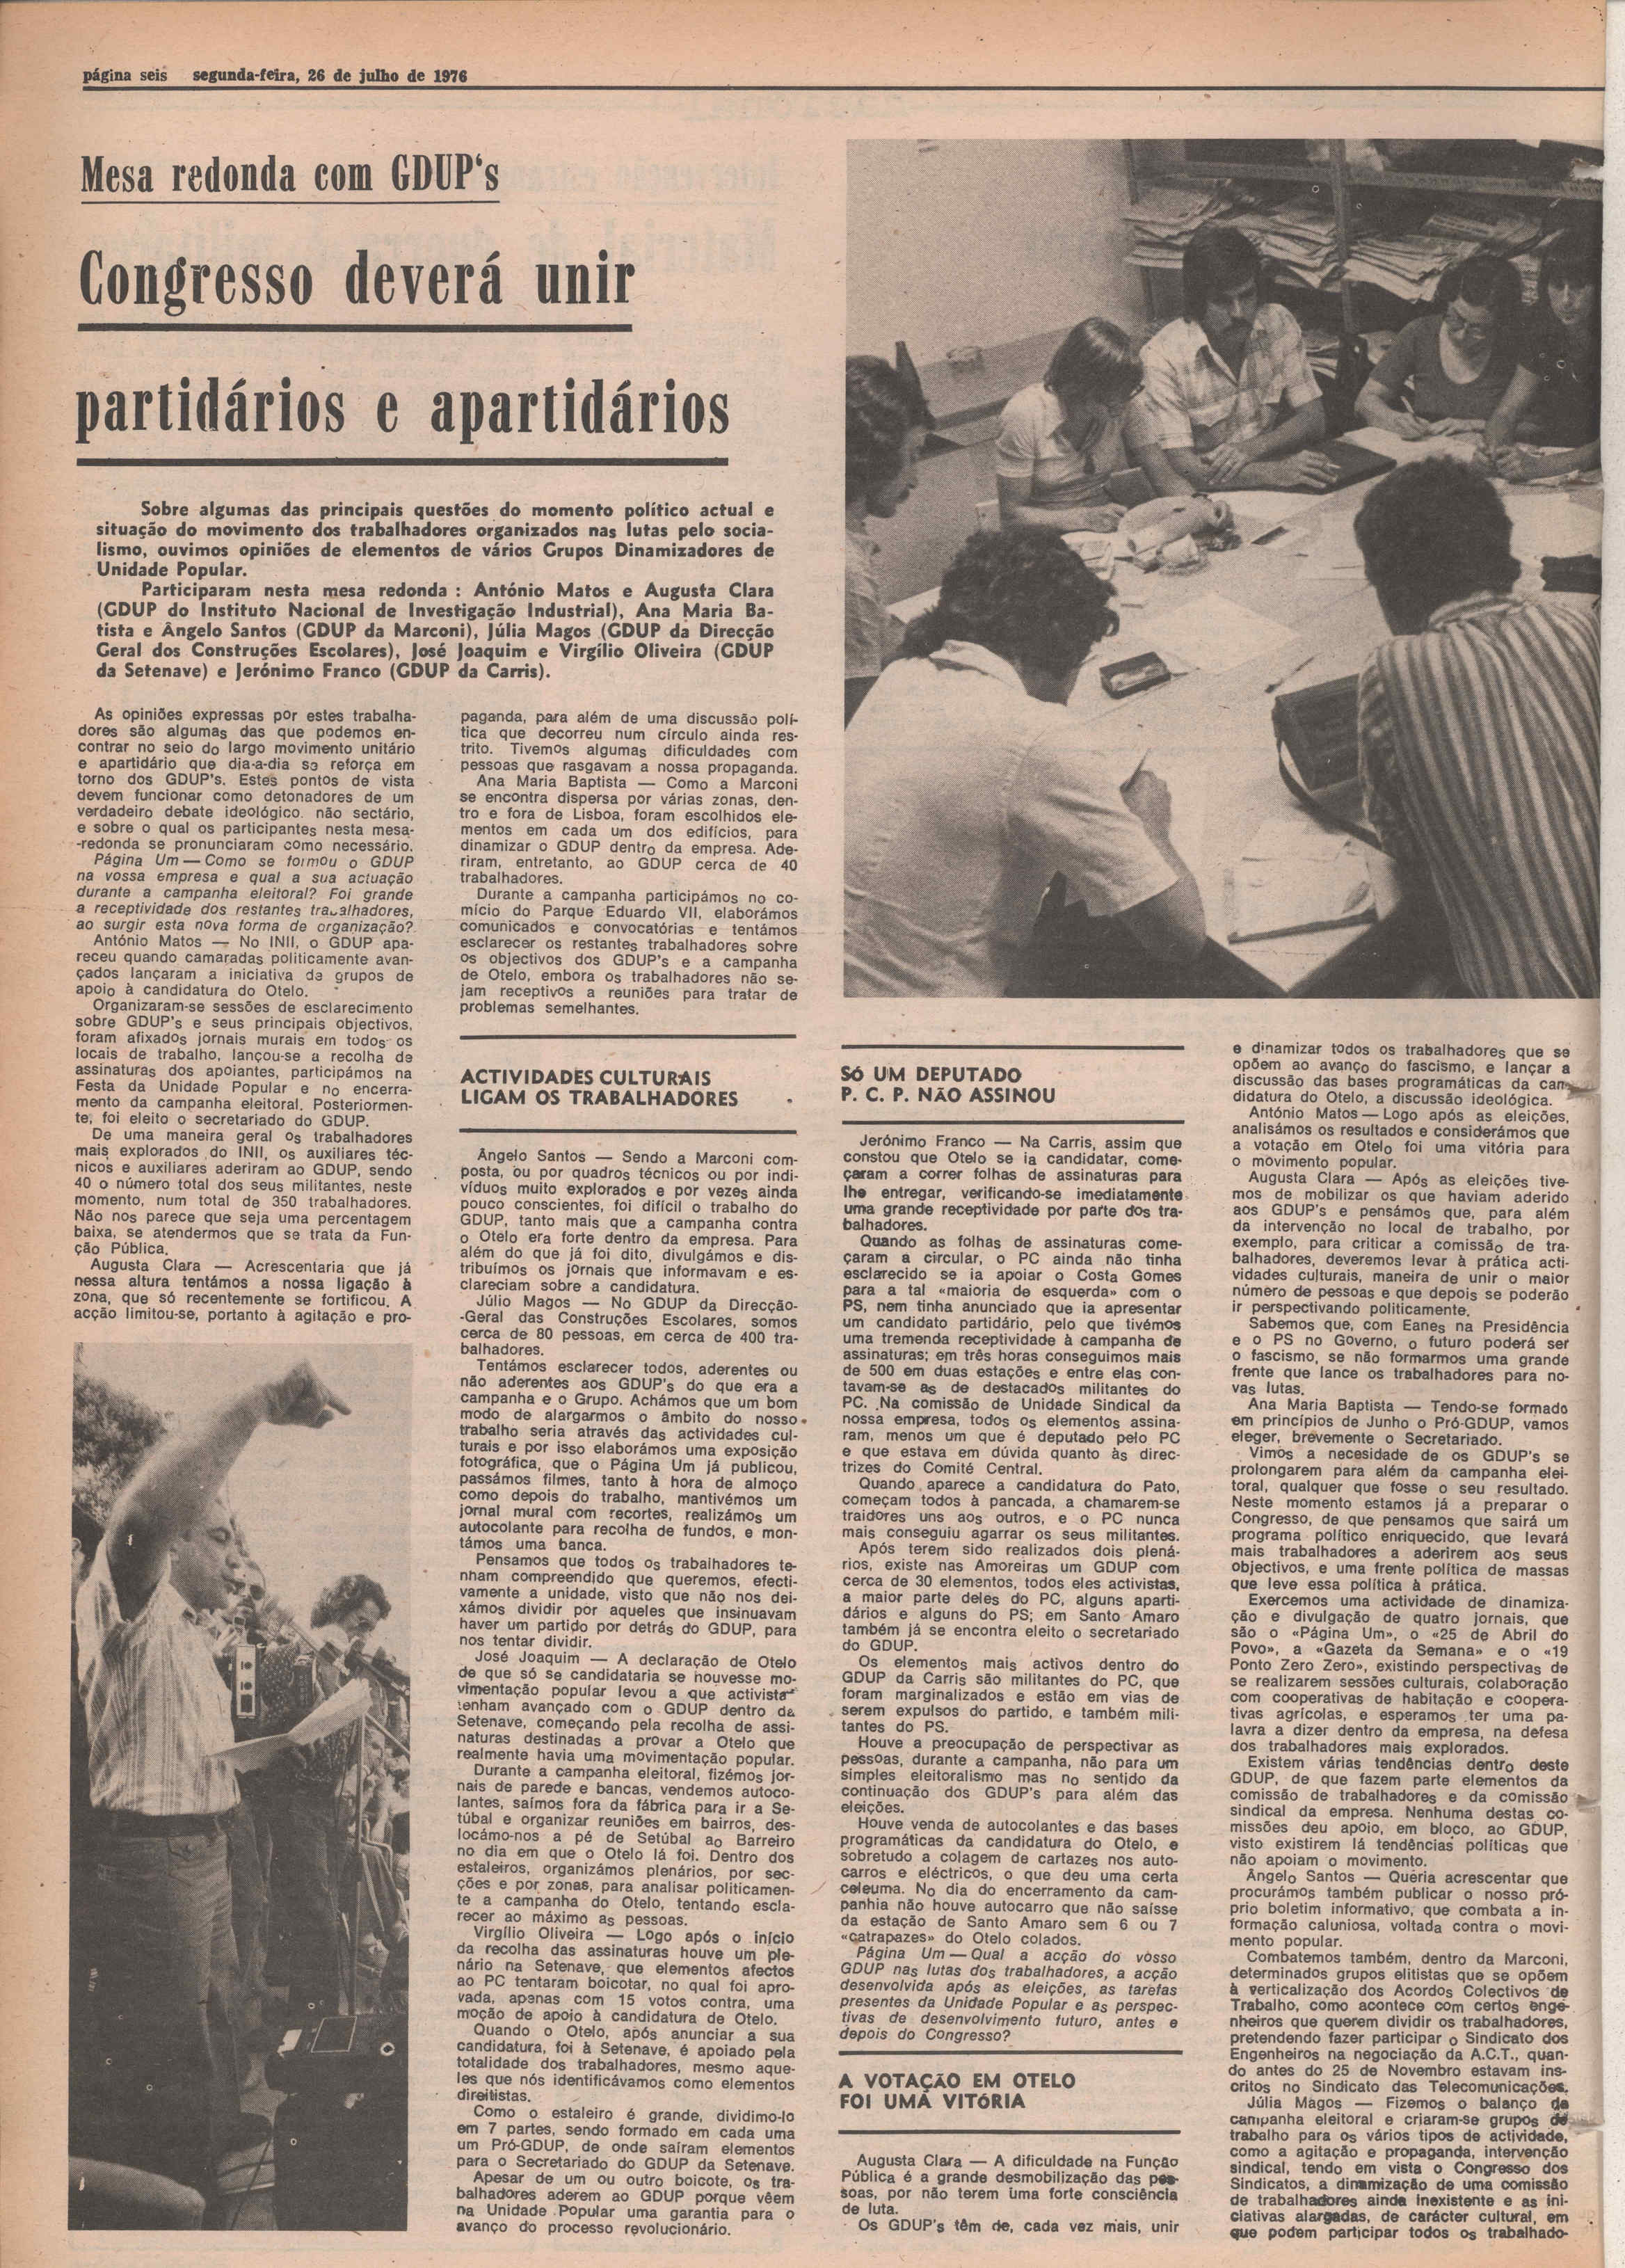 página seis segunda-feira, 26 de julho de 1976
Mesa redonda com GDUP's
Congresso deverá unir
partidários e apartidários
Sobre algumas das principais questões do momento político actual e
situação do movimento dos trabalhadores organizados nas lutas pelo socia-
lismo, ouvimos opiniões de elementos de vários Grupos Dinamizadores de
Unidade Popular.
Participaram nesta mesa redonda : António Matos e Augusta Clara
(GDUP do Instituto Nacional de Investigação Industrial), Ana Maria Ba-
tista e Ângelo Santos (GDUP da Marconi), Júlia Magos (GDUP da Direcção
Geral dos Construções Escolares), José Joaquim e Virgílio Oliveira (GDUP
da Setenave) e Jerónimo Franco (GDUP da Carris).
As opiniões expressas por estes trabalha-
dores são algumas das que podemos en-
contrar no seio do largo movimento unitário
e apartidário que dia-a-dia se reforça em
torno dos GDUP's. Estes pontos de vista
devem funcionar como detonadores de um
verdadeiro debate ideológico. não sectário,
e sobre o qual os participantes nesta mesa-
-redonda se pronunciaram como necessário.
Página Um — Como se formou o GDUP
na vossa empresa e qual a sua actuação
durante a campanha eleitoral? Foi grande
a receptividade dos restantes trabalhadores,
ao surgir esta nova forma de organização?
António Matos — No INII, o GDUP apa-
receu quando camaradas politicamente avan-
çados lançaram a iniciativa de grupos de
apoio à candidatura do Otelo.
Organizaram-se sessões de esclarecimento
sobre GDUP's e seus principais objectivos,
foram afixados jornais murais em todos os
locais de trabalho, lançou-se a recolha de
assinaturas dos apoiantes, participámos na
Festa da Unidade Popular e no encerra-
mento da campanha eleitoral. Posteriormen-
te, foi eleito o secretariado do GDUP.
De uma maneira geral os trabalhadores
mais explorados do INII, os auxiliares téc-
nicos e auxiliares aderiram ao GDUP, sendo
40 o número total dos seus militantes, neste
momento, num total de 350 trabalhadores.
Não nos parece que seja uma percentagem
baixa, se atendermos que se trata da Fun-
ção Pública.
Augusta Clara — Acrescentaria que já
nessa altura tentámos a nossa ligação à
zona, que só recentemente se fortificou. A
acção limitou-se, portanto à agitação e pro-
paganda, para além de uma discussão polí-
tica que decorreu num círculo ainda res-
trito. Tivemos algumas dificuldades com
pessoas que rasgavam a nossa propaganda.
Ana Maria Baptista — Como a Marconi
se encontra dispersa por várias zonas, den-
tro e fora de Lisboa, foram escolhidos ele-
mentos em cada um dos edifícios, para
dinamizar o GDUP dentro da empresa. Ade-
riram, entretanto, ao GDUP cerca de 40
trabalhadores.
Durante a campanha participámos no co-
mício do Parque Eduardo VII, elaborámos
comunicados e convocatórias e tentámos
esclarecer os restantes trabalhadores sobre
os objectivos dos GDUP's e a campanha
de Otelo, embora os trabalhadores não se-
jam receptivos a reuniões para tratar de
problemas semelhantes.
ACTIVIDADES CULTURAIS
LIGAM OS TRABALHADORES
Ângelo Santos — Sendo a Marconi com-
posta, ou por quadros técnicos ou por indi-
víduos muito explorados e por vezes ainda
pouco conscientes, foi difícil o trabalho do
GDUP, tanto mais que a campanha contra
o Otelo era forte dentro da empresa. Para
além do que já foi dito, divulgámos e dis-
tribuímos os jornais que informavam e es-
clareciam sobre a candidatura.
Júlio Magos — No GDUP da Direcção-
-Geral das Construções Escolares, somos
cerca de 80 pessoas, em cerca de 400 tra-
balhadores.
Tentámos esclarecer todos, aderentes ou
não aderentes aos GDUP's do que era a
campanha e o Grupo. Achámos que um bom
modo de alargarmos o âmbito do nosso
trabalho seria através das actividades cul-
turais e por isso elaborámos uma exposição
fotográfica, que o Página Um já publicou,
passámos filmes, tanto à hora de almoço
como depois do trabalho, mantivémos um
jornal mural com recortes, realizámos um
autocolante para recolha de fundos, e mon-
támos uma banca.
Pensamos que todos os trabalhadores te-
nham compreendido que queremos, efecti-
vamente a unidade, visto que não nos dei-
xámos dividir por aqueles que insinuavam
haver um partido por detrás do GDUP, para
nos tentar dividir.
José Joaquim — A declaração de Otelo
de que só se candidataria se houvesse mo-
vimentação popular levou a que activista
tenham avançado com o GDUP dentro da
Setenave, começando pela recolha de assi-
naturas destinadas a provar a Otelo que
realmente havia uma movimentação popular.
Durante a campanha eleitoral, fizémos jor-
nais de parede e bancas, vendemos autoco-
lantes, saímos fora da fábrica para ir a Se-
túbal e organizar reuniões em bairros, des-
locámo-nos a pé de Setúbal ao Barreiro
no dia em que o Otelo lá foi. Dentro dos
estaleiros, organizámos plenários, por sec-
ções e por zonas, para analisar politicamen-
te a campanha do Otelo, tentando escla-
recer ao máximo as pessoas.
Virgílio Oliveira — Logo após o início
da recolha das assinaturas houve um ple-
nário na Setenave, que elementos afectos
ao PC tentaram boicotar, no qual foi apro-
vada, apenas com 15 votos contra, uma
moção de apoio à candidatura de Otelo.
Quando o Otelo, após anunciar a sua
candidatura, foi à Setenave, é apoiado pela
totalidade dos trabalhadores, mesmo aque-
les que nós identificávamos como elementos
direitistas.
Como o estaleiro é grande, dividimo-lo
em 7 partes, sendo formado em cada uma
um Pró-GDUP, de onde saíram elementos
para o Secretariado do GDUP da Setenave.
Apesar de um ou outro boicote, os tra-
balhadores aderem ao GDUP porque vêem
na Unidade Popular uma garantia para o
avanço do processo revolucionário.
SÓ UM DEPUTADO
P. C. P. NÃO ASSINOU
Jerónimo Franco — Na Carris, assim que
constou que Otelo se ia candidatar, come-
çaram a correr folhas de assinaturas para
lhe entregar, verificando-se imediatamente
uma grande receptividade por parte dos tra-
balhadores.
Quando as folhas de assinaturas come-
çaram a circular, o PC ainda não tinha
esclarecido se ia apoiar o Costa Gomes
para a tal «maioria de esquerda» com o
PS, nem tinha anunciado que ia apresentar
um candidato partidário, pelo que tivémos
uma tremenda receptividade à campanha de
assinaturas; em três horas conseguimos mais
de 500 em duas estações e entre elas con-
tavam-se as de destacados militantes do
PC. Na comissão de Unidade Sindical da
nossa empresa, todos os elementos assina-
ram, menos um que é deputado pelo PC
e que estava em dúvida quanto às direc-
trizes do Comité Central.
Quando aparece a candidatura do Pato,
começam todos à pancada, a chamarem-se
traidores uns aos outros, e o PC nunca
mais conseguiu agarrar os seus militantes.
Após terem sido realizados dois plená-
rios, existe nas Amoreiras um GDUP com
cerca de 30 elementos, todos eles activistas,
a maior parte deles do PC, alguns aparti-
dários e alguns do PS; em Santo Amaro
também já se encontra eleito o secretariado
do GDUP.
Os elementos mais activos dentro do
GDUP da Carris são militantes do PC, que
foram marginalizados e estão em vias de
serem expulsos do partido, e também mili-
tantes do PS.
Houve a preocupação de perspectivar as
pessoas, durante a campanha, não para um
simples eleitoralismo mas no sentido da
continuação dos GDUP's para além das
eleições.
Houve venda de autocolantes e das bases
programáticas da candidatura do Otelo, e
sobretudo a colagem de cartazes nos auto-
carros e eléctricos, o que deu uma certa
celeuma. No dia do encerramento da cam-
panhia não houve autocarro que não saísse
da estação de Santo Amaro sem 6 ou 7
«catrapazes» do Otelo colados.
Página Um — Qual a acção do vosso
GDUP nas lutas dos trabalhadores, a acção
desenvolvida após as eleições, as tarefas
presentes da Unidade Popular e as perspec-
tivas de desenvolvimento futuro, antes e
depois do Congresso?
A VOTAÇÃO EM OTELO
FOI UMA VITÓRIA
Augusta Clara — A dificuldade na Função
Pública é a grande desmobilização das pes-
soas, por não terem uma forte consciência
de luta.
Os GDUP's têm de, cada vez mais, unir
e dinamizar todos os trabalhadores que se
opõem ao avanço do fascismo, e lançar a
discussão das bases programáticas da can-
didatura do Otelo, a discussão ideológica.
António Matos — Logo após as eleições,
analisámos os resultados e considerámos que
a votação em Otelo foi uma vitória para
o movimento popular.
Augusta Clara — Após as eleições tive-
mos de mobilizar os que haviam aderido
aos GDUP's e pensámos que, para além
da intervenção no local de trabalho, por
exemplo, para criticar a comissão de tra-
balhadores, deveremos levar à prática acti-
vidades culturais, maneira de unir o maior
número de pessoas e que depois se poderão
ir perspectivando politicamente.
Sabemos que, com Eanes na Presidência
e o PS no Governo, o futuro poderá ser
o fascismo, se não formarmos uma grande
frente que lance os trabalhadores para no-
vas lutas.
Ana Maria Baptista — Tendo-se formado
em princípios de Junho o Pró-GDUP, vamos
eleger, brevemente o Secretariado.
Vimos a necesidade de os GDUP's se
prolongarem para além da campanha elei-
toral, qualquer que fosse o seu resultado.
Neste momento estamos já a preparar o
Congresso, de que pensamos que sairá um
programa político enriquecido, que levará
mais trabalhadores a aderirem aos seus
objectivos, e uma frente política de massas
que leve essa política à prática.
Exercemos uma actividade de dinamiza-
ção e divulgação de quatro jornais, que
são o «Página Um», o «25 de Abril do
Povo», a «Gazeta da Semana» e o «19
Ponto Zero Zero», existindo perspectivas de
se realizarem sessões culturais, colaboração
com cooperativas de habitação e coopera-
tivas agrícolas, e esperamos ter uma pa-
lavra a dizer dentro da empresa, na defesa
dos trabalhadores mais explorados.
Existem várias tendências dentro deste
GDUP, de que fazem parte elementos da
comissão de trabalhadores e da comissão
sindical da empresa. Nenhuma destas co-
missões deu apoio, em bloco, ao GDUP,
visto existirem lá tendências políticas que
não apoiam o movimento.
Ângelo Santos — Queria acrescentar que
procurámos também publicar o nosso pró-
prio boletim informativo, que combata a in-
formação caluniosa, voltada contra o movi-
mento popular.
Combatemos também, dentro da Marconi,
determinados grupos elitistas que se opõem
à verticalização dos Acordos Colectivos de
Trabalho, como acontece com certos enge-
nheiros que querem dividir os trabalhadores,
pretendendo fazer participar o Sindicato dos
Engenheiros na negociação da A.C.T., quan-
do antes do 25 de Novembro estavam ins-
critos no Sindicato das Telecomunicações.
Júlia Magos — Fizemos o balanço da
campanha eleitoral e criaram-se grupos de
trabalho para os vários tipos de actividade,
como a agitação e propaganda, intervenção
sindical, tendo em vista o Congresso dos
Sindicatos, a dinamização de uma comissão
de trabalhadores ainda inexistente e as ini-
ciativas alargadas, de carácter cultural, em
que podem participar todos os trabalhado-